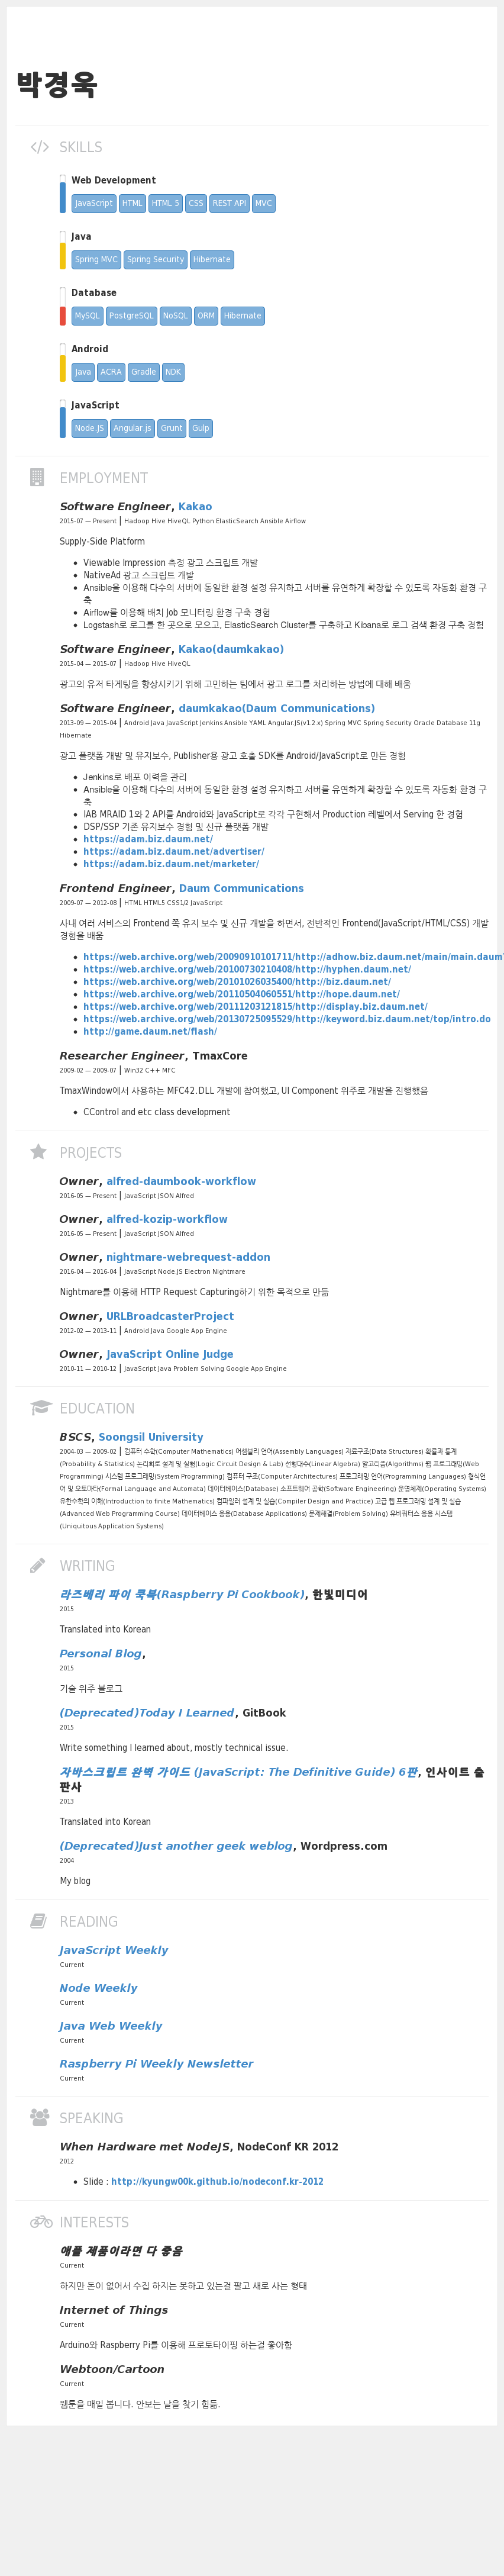 박경욱
SKILLS
Web Development
JavaScript HTML HTML 5 CSS REST API MVC
Java
Spring MVC Spring Security Hibernate
Database
MySQL PostgreSQL NoSQL ORM Hibernate
Android
Java ACRA Gradle NDK
JavaScript
Node.JS Angular.js Grunt Gulp
EMPLOYMENT
Software Engineer, Kakao
2015-07 — Present | Hadoop Hive HiveQL Python ElasticSearch Ansible Airflow
Supply-Side Platform
Viewable Impression 측정 광고 스크립트 개발
NativeAd 광고 스크립트 개발
Ansible을 이용해 다수의 서버에 동일한 환경 설정 유지하고 서버를 유연하게 확장할 수 있도록 자동화 환경 구
축
Airflow를 이용해 배치 Job 모니터링 환경 구축 경험
Logstash로 로그를 한 곳으로 모으고, ElasticSearch Cluster를 구축하고 Kibana로 로그 검색 환경 구축 경험
Software Engineer, Kakao(daumkakao)
2015-04 — 2015-07 | Hadoop Hive HiveQL
광고의 유저 타게팅을 향상시키기 위해 고민하는 팀에서 광고 로그를 처리하는 방법에 대해 배움
Software Engineer, daumkakao(Daum Communications)
2013-09 — 2015-04 | Android Java JavaScript Jenkins Ansible YAML Angular.JS(v1.2.x) Spring MVC Spring Security Oracle Database 11g
Hibernate
광고 플랫폼 개발 및 유지보수, Publisher용 광고 호출 SDK를 Android/JavaScript로 만든 경험
Jenkins로 배포 이력을 관리
Ansible을 이용해 다수의 서버에 동일한 환경 설정 유지하고 서버를 유연하게 확장할 수 있도록 자동화 환경 구
축
IAB MRAID 1와 2 API를 Android와 JavaScript로 각각 구현해서 Production 레벨에서 Serving 한 경험
DSP/SSP 기존 유지보수 경험 및 신규 플랫폼 개발
https://adam.biz.daum.net/
https://adam.biz.daum.net/advertiser/
https://adam.biz.daum.net/marketer/
Frontend Engineer, Daum Communications
2009-07 — 2012-08 | HTML HTML5 CSS1/2 JavaScript
사내 여러 서비스의 Frontend 쪽 유지 보수 및 신규 개발을 하면서, 전반적인 Frontend(JavaScript/HTML/CSS) 개발
경험을 배움
https://web.archive.org/web/20090910101711/http://adhow.biz.daum.net/main/main.daum
https://web.archive.org/web/20100730210408/http://hyphen.daum.net/
https://web.archive.org/web/20101026035400/http://biz.daum.net/
https://web.archive.org/web/20110504060551/http://hope.daum.net/
https://web.archive.org/web/20111203121815/http://display.biz.daum.net/
https://web.archive.org/web/20130725095529/http://keyword.biz.daum.net/top/intro.do
http://game.daum.net/flash/
Researcher Engineer, TmaxCore
2009-02 — 2009-07 | Win32 C++ MFC
TmaxWindow에서 사용하는 MFC42.DLL 개발에 참여했고, UI Component 위주로 개발을 진행했음
CControl and etc class development
PROJECTS
Owner, alfred-daumbook-workflow
2016-05 — Present | JavaScript JSON Alfred
Owner, alfred-kozip-workflow
2016-05 — Present | JavaScript JSON Alfred
Owner, nightmare-webrequest-addon
2016-04 — 2016-04 | JavaScript Node.JS Electron Nightmare
Nightmare를 이용해 HTTP Request Capturing하기 위한 목적으로 만듦
Owner, URLBroadcasterProject
2012-02 — 2013-11 | Android Java Google App Engine
Owner, JavaScript Online Judge
2010-11 — 2010-12 | JavaScript Java Problem Solving Google App Engine
EDUCATION
BSCS, Soongsil University
2004-03 — 2009-02 | 컴퓨터 수학(Computer Mathematics) 어셈블리 언어(Assembly Languages) 자료구조(Data Structures) 확률과 통계
(Probability & Statistics) 논리회로 설계 및 실험(Logic Circuit Design & Lab) 선형대수(Linear Algebra) 알고리즘(Algorithms) 웹 프로그래밍(Web
Programming) 시스템 프로그래밍(System Programming) 컴퓨터 구조(Computer Architectures) 프로그래밍 언어(Programming Languages) 형식언
어 및 오토마타(Formal Language and Automata) 데이터베이스(Database) 소프트웨어 공학(Software Engineering) 운영체제(Operating Systems)
유한수학의 이해(Introduction to finite Mathematics) 컴파일러 설계 및 실습(Compiler Design and Practice) 고급 웹 프로그래밍 설계 및 실습
(Advanced Web Programming Course) 데이터베이스 응용(Database Applications) 문제해결(Problem Solving) 유비쿼터스 응용 시스템
(Uniquitous Application Systems)
WRITING
라즈베리 파이 쿡북(Raspberry Pi Cookbook), 한빛미디어
2015
Translated into Korean
Personal Blog,
2015
기술 위주 블로그
(Deprecated)Today I Learned, GitBook
2015
Write something I learned about, mostly technical issue.
자바스크립트 완벽 가이드 (JavaScript: The Definitive Guide) 6판, 인사이트 출
판사
2013
Translated into Korean
(Deprecated)Just another geek weblog, Wordpress.com
2004
My blog
READING
JavaScript Weekly
Current
Node Weekly
Current
Java Web Weekly
Current
Raspberry Pi Weekly Newsletter
Current
SPEAKING
When Hardware met NodeJS, NodeConf KR 2012
2012
Slide : http://kyungw00k.github.io/nodeconf.kr-2012
INTERESTS
애플 제품이라면 다 좋음
Current
하지만 돈이 없어서 수집 하지는 못하고 있는걸 팔고 새로 사는 형태
Internet of Things
Current
Arduino와 Raspberry Pi를 이용해 프로토타이핑 하는걸 좋아함
Webtoon/Cartoon
Current
웹툰을 매일 봅니다. 안보는 날을 찾기 힘듦.